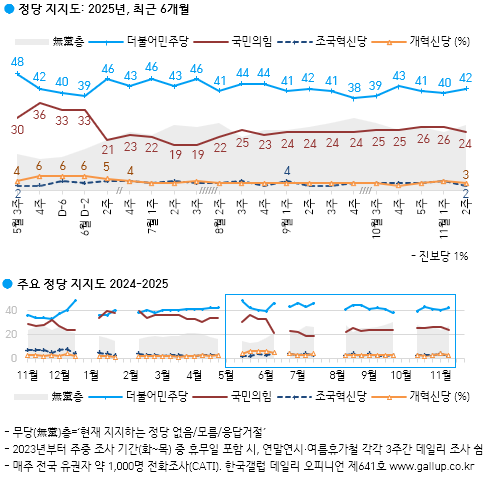 ● 정당 지지도: 2025년, 최근 6개월
無黨층 더불어민주당 국민의힘 조국혁신당 개혁신당 (%)
48 42 40 39 46 43 46 43 46 41 44 44 41 42 41 38 39 43 41 40 42
30 36 33 33 21 24 23 22 19 19 22 25 23 24 24 24 24 25 25 26 26 24
4 6 6 6 5 4 4 3
2 2
5월 3주 4주 D-6 6월 D-2 2주 4주 7월 1주 2주 3주 8월 2주 4주 9월 1주 2주 3주 4주 10월 3주 5주 11월 1주 2주
- 진보당 1%
● 주요 정당 지지도 2024-2025
40
20
0
11월 12월 1월 2월 3월 4월 5월 6월 7월 8월 9월 10월 11월
無黨층 더불어민주당 국민의힘 조국혁신당 개혁신당 (%)
- 무당(無黨)층='현재 지지하는 정당 없음/모름/응답거절'
- 2023년부터 주중 조사 기간(화~목) 중 휴무일 포함 시, 연말연시·여름휴가철 각각 3주간 데일리 조사 쉼
- 매주 전국 유권자 약 1,000명 전화조사(CATI). 한국갤럽 데일리 오피니언 제641호 www.gallup.co.kr